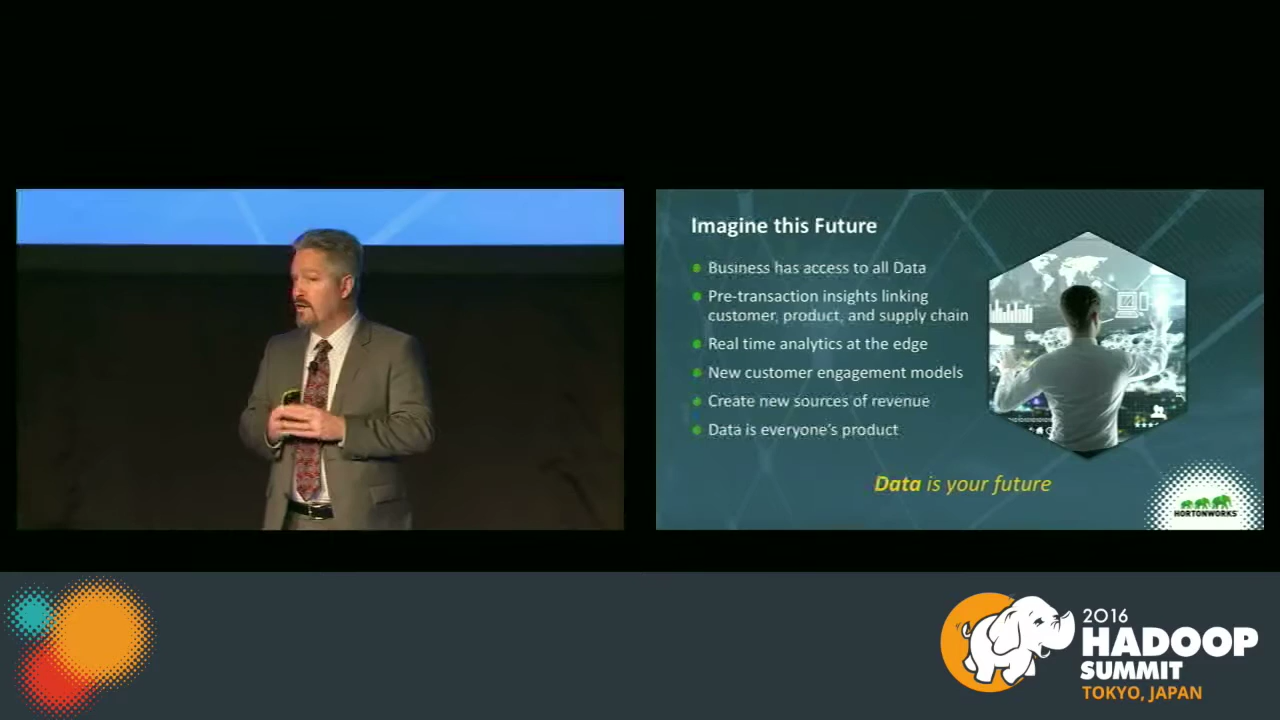 Imagine this Future
Business has access to all Data
Pre-transaction insights linking
customer, product, and supply chain
Real time analytics at the edge
New customer engagement models
Create new sources of revenue
Data is everyone's product
Data is your future
HORTONWORKS
2016
HADOOP
SUMMIT
TOKYO, JAPAN